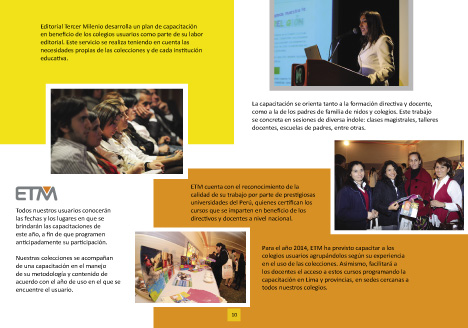 Editorial Tercer Milenio desarrolla un plan de capacitación
en beneficio de los colegios usuarios como parte de su labor
editorial. Este servicio se realiza teniendo en cuenta las
necesidades propias de las colecciones y de cada institución
educativa.
La capacitación se orienta tanto a la formación directiva y docente,
como a la de los padres de familia de nidos y colegios. Este trabajo
se concreta en sesiones de diversa índole: clases magistrales, talleres
docentes, escuelas de padres, entre otras.
ETM
Todos nuestros usuarios conocerán
las fechas y los lugares en que se
brindarán las capacitaciones de
este año, a fin de que programen
anticipadamente su participación.
Nuestras colecciones se acompañan
de una capacitación en el manejo
de su metodología y contenido de
acuerdo con el año de uso en el que se
encuentre el usuario.
ETM cuenta con el reconocimiento de la
calidad de su trabajo por parte de prestigiosas
universidades del Perú, quienes certifican los
cursos que se imparten en beneficio de los
directivos y docentes a nivel nacional.
Para el año 2014, ETM ha previsto capacitar a los
colegios usuarios agrupándolos según su experiencia
en el uso de las colecciones. Asimismo, facilitará a
los docentes el acceso a estos cursos programando la
capacitación en Lima y provincias, en sedes cercanas a
todos nuestros colegios.
10